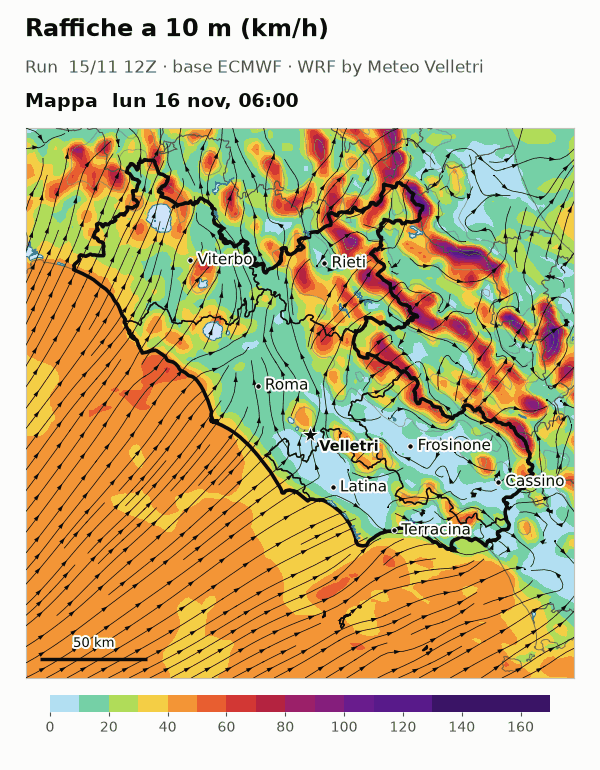 Raffiche a 10 m (km/h)
Run 15/11 12Z · base ECMWF · WRF by Meteo Velletri
Mappa lun 16 nov, 06:00
Viterbo
Rieti
Roma
Velletri
Frosinone
Cassino
Latina
Terracina
50 km
0 20 40 60 80 100 120 140 160